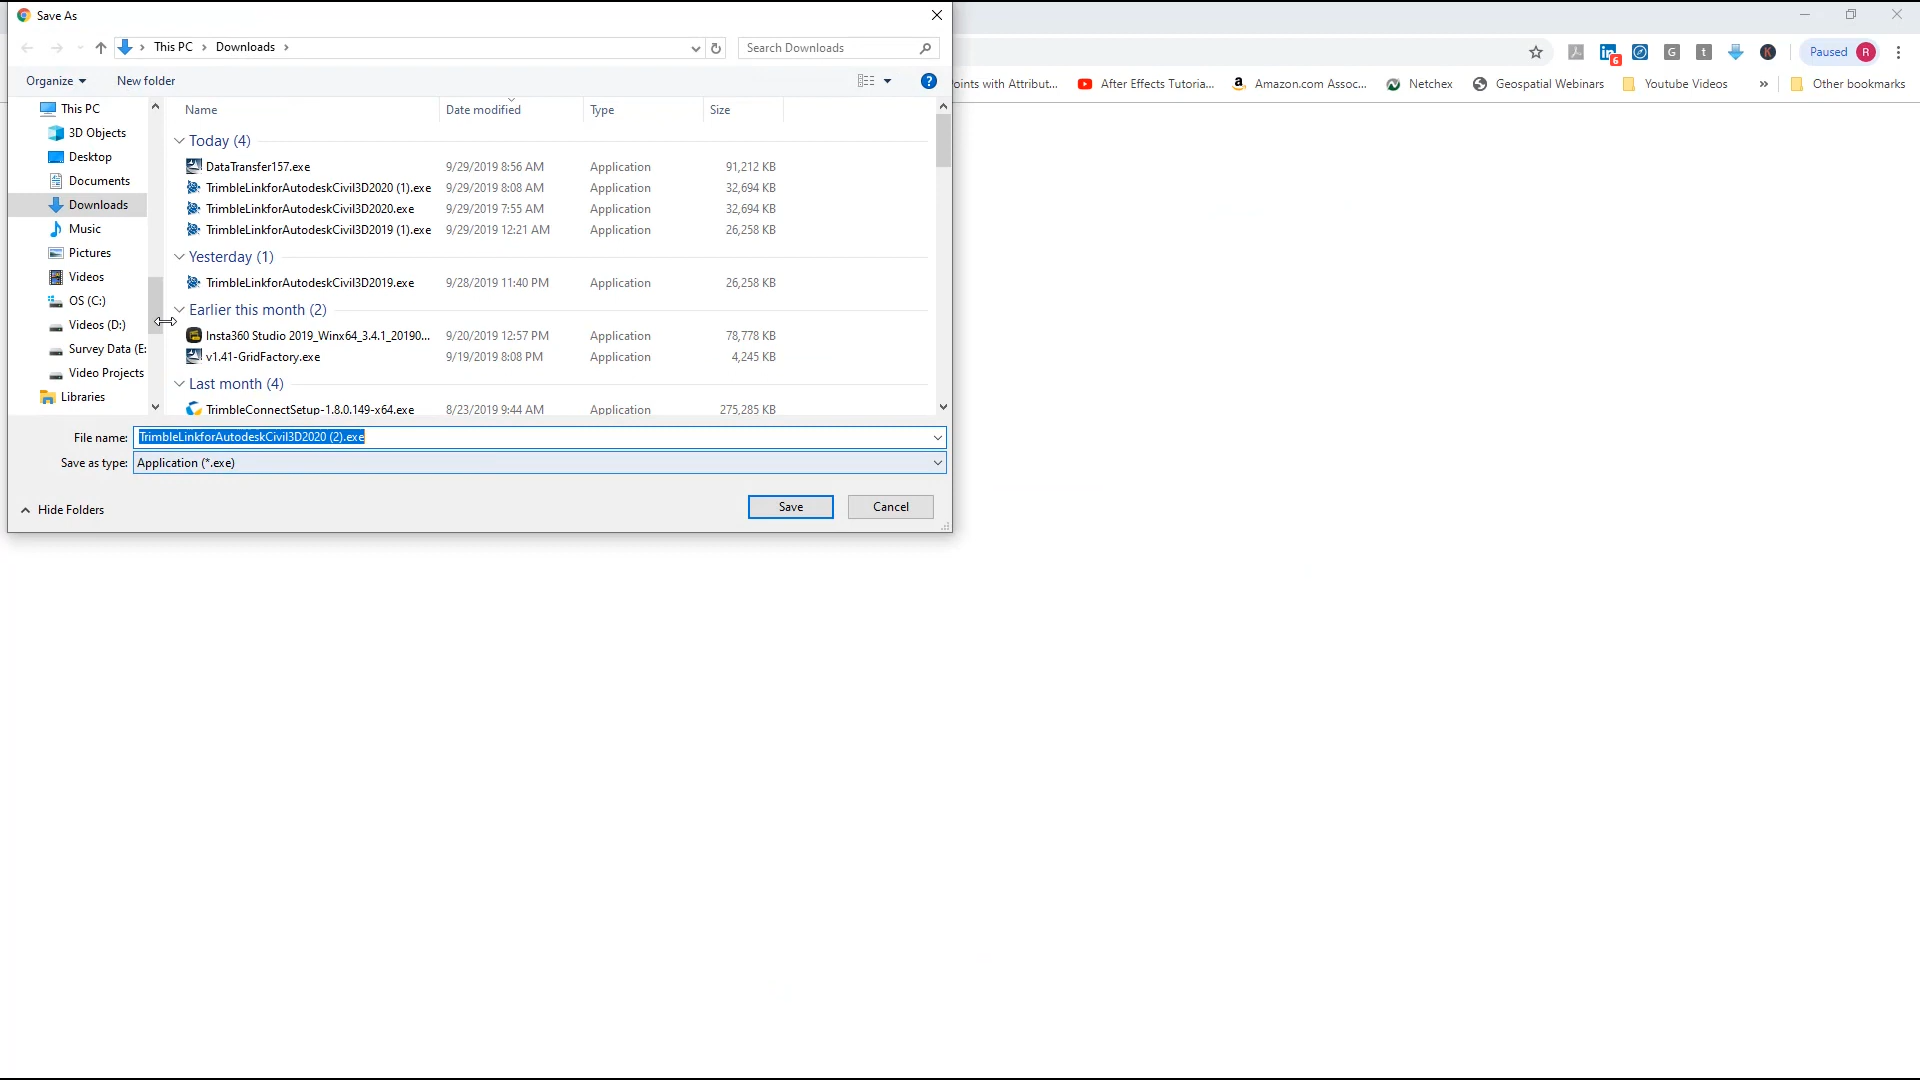 Save As
This PC
Downloads
Search Downloads
Paused
R
6
G
t
K
Organize
New folder
?
oints with Attribut...
After Effects Tutoria...
Amazon.com Assoc...
Netchex
Geospatial Webinars
Youtube Videos
»
Other bookmarks
This PC
3D Objects
Desktop
Documents
Downloads
Music
Pictures
Videos
OS (C:)
Videos (D:)
Survey Data (E:
Video Projects
Libraries
Name Date modified Type Size
Today (4)
DataTransfer157.exe 9/29/2019 8:56 AM Application 91,212 KB
TrimbleLinkforAutodeskCivil3D2020 (1).exe 9/29/2019 8:08 AM Application 32,694 KB
TrimbleLinkforAutodeskCivil3D2020.exe 9/29/2019 7:55 AM Application 32,694 KB
TrimbleLinkforAutodeskCivil3D2019 (1).exe 9/29/2019 12:21 AM Application 26,258 KB
Yesterday (1)
TrimbleLinkforAutodeskCivil3D2019.exe 9/28/2019 11:40 PM Application 26,258 KB
Earlier this month (2)
Insta360 Studio 2019_Winx64_3.4.1_20190... 9/20/2019 12:57 PM Application 78,778 KB
v1.41-GridFactory.exe 9/19/2019 8:08 PM Application 4,245 KB
Last month (4)
TrimbleConnectSetup-1.8.0.149-x64.exe 8/23/2019 9:44 AM Application 275,285 KB
File name: TrimbleLinkforAutodeskCivil3D2020 (2).exe
Save as type: Application (*.exe)
Hide Folders
Save
Cancel